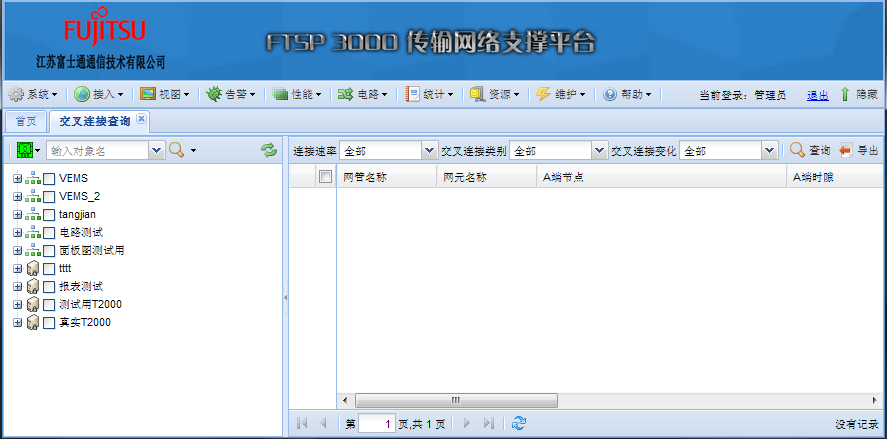 FUJITSU
江苏富士通通信技术有限公司
FTSP 3000 传输网络支撑平台
系统 接入 视图 告警 性能 电路 统计 资源 维护 帮助 当前登录: 管理员 退出 隐藏
首页 交叉连接查询
输入对象名
连接速率 全部 交叉连接类别 全部 交叉连接变化 全部 查询 导出
网管名称 网元名称 A端节点 A端时隙
VEMS
VEMS_2
tangjian
电路测试
面板图测试用
tttt
报表测试
测试用T2000
真实T2000
第 1 页,共 1 页 没有记录